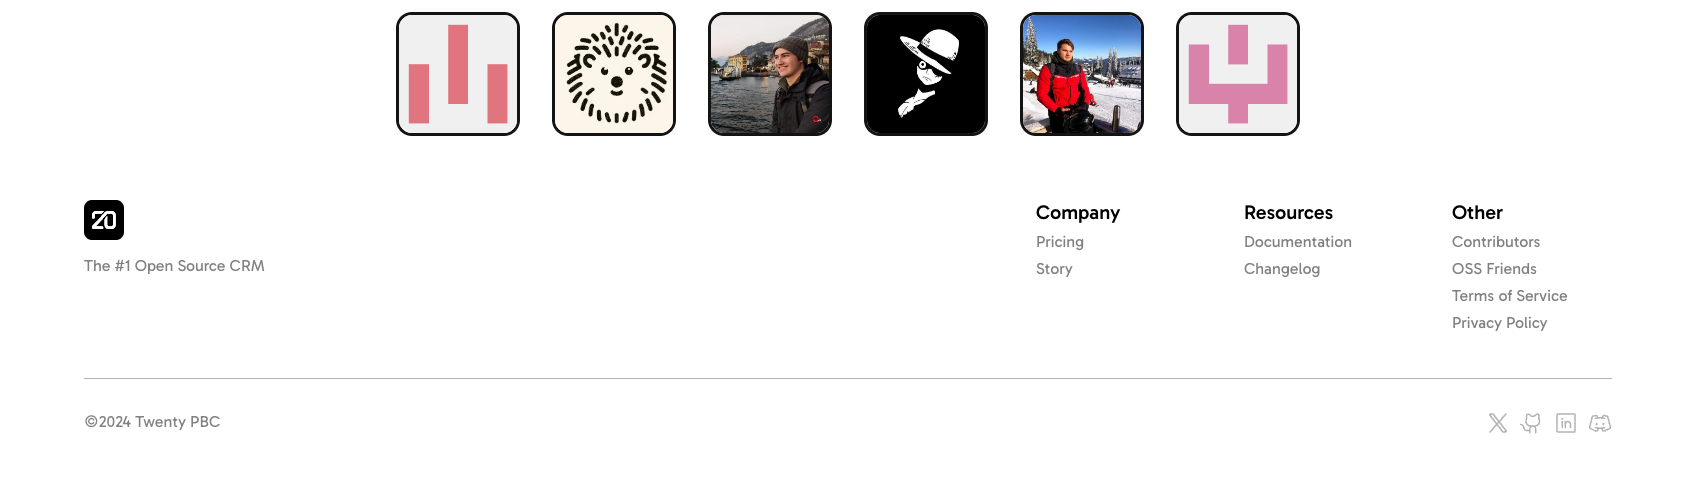 20
The #1 Open Source CRM
Company
Pricing
Story
Resources
Documentation
Changelog
Other
Contributors
OSS Friends
Terms of Service
Privacy Policy
©2024 Twenty PBC
in